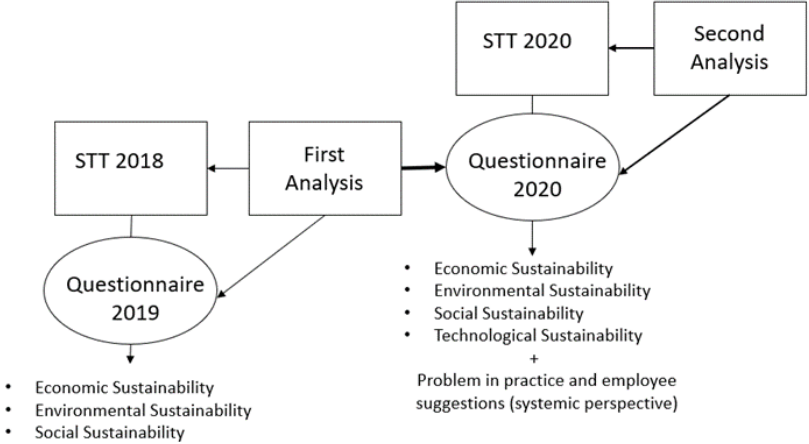 STT 2020
Second
Analysis
STT 2018
First
Analysis
Questionnaire
2020
Questionnaire
2019
• Economic Sustainability
• Environmental Sustainability
• Social Sustainability
• Technological Sustainability
+
Problem in practice and employee
suggestions (systemic perspective)
• Economic Sustainability
• Environmental Sustainability
• Social Sustainability